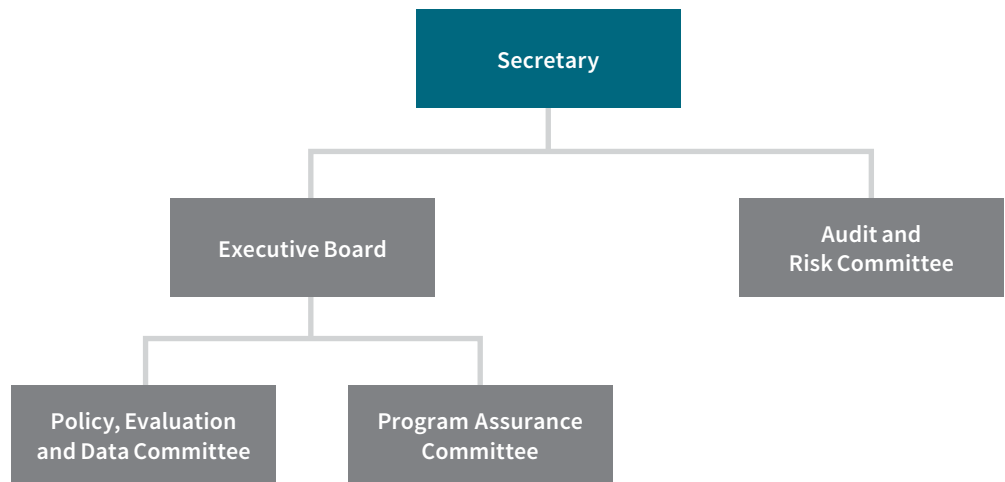 Secretary
Executive Board
Audit and
Risk Committee
Policy, Evaluation
and Data Committee
Program Assurance
Committee